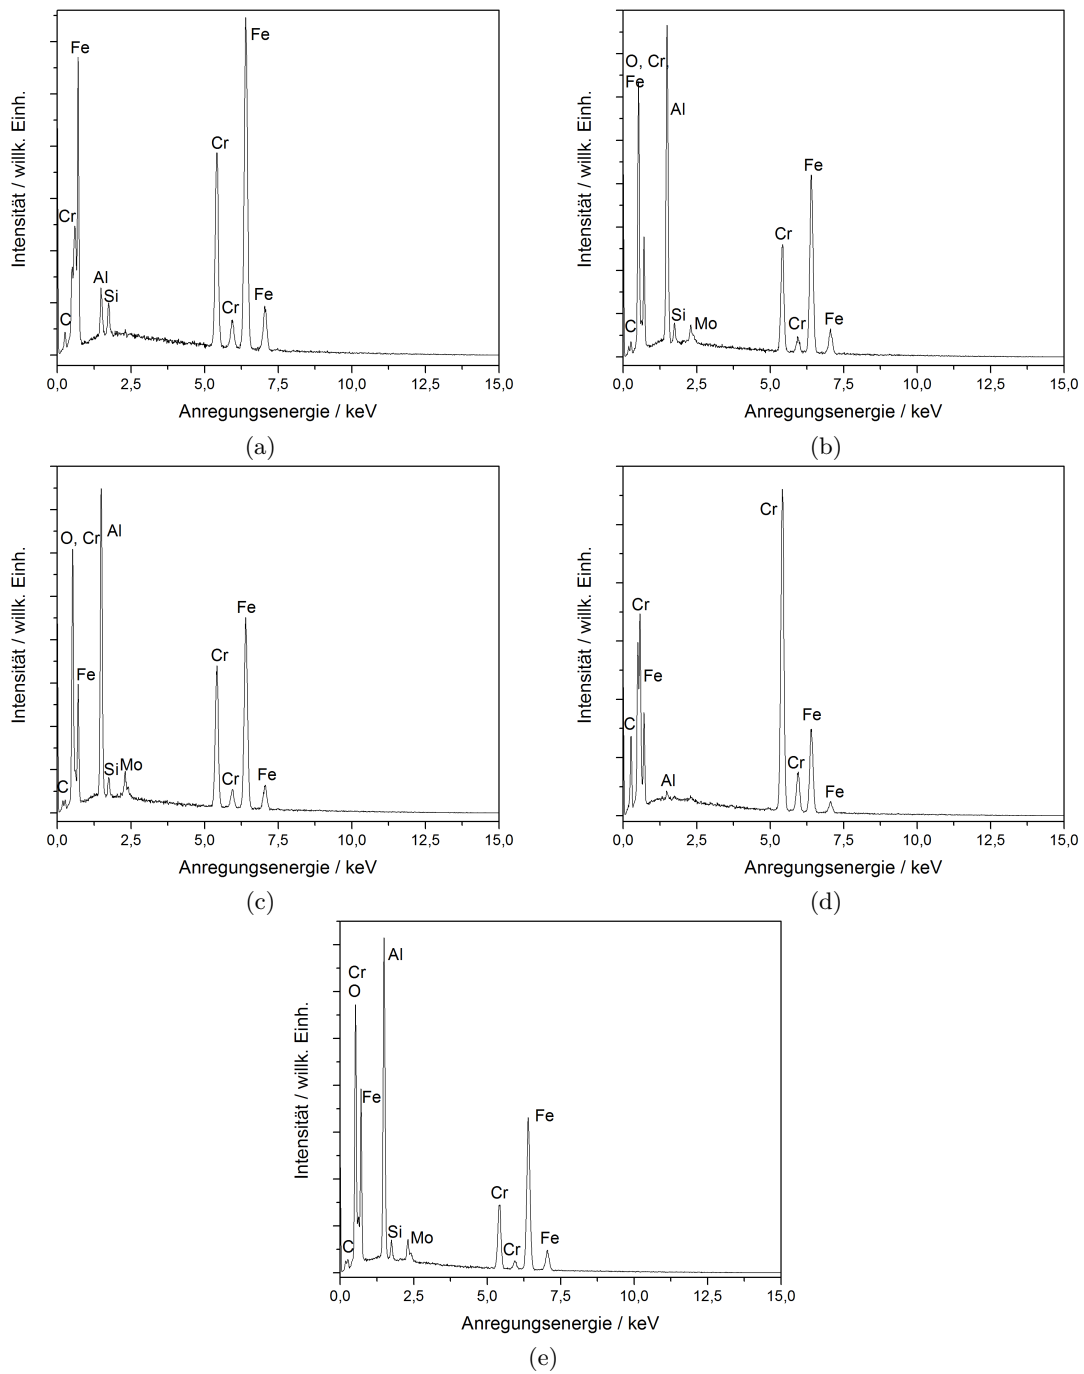 Fe
Fe
Cr
Cr
Al
Si
C
Cr
Fe
Intensität / willk. Einh.
0,0 2,5 5,0 7,5 10,0 12,5 15,0
Anregungsenergie / keV
(a)
O, Cr
Fe
Al
Fe
Cr
C
Si
Mo
Cr
Fe
Intensität / willk. Einh.
0,0 2,5 5,0 7,5 10,0 12,5 15,0
Anregungsenergie / keV
(b)
O, Cr
Al
Fe
Fe
Cr
C
Si
Mo
Cr
Fe
Intensität / willk. Einh.
0,0 2,5 5,0 7,5 10,0 12,5 15,0
Anregungsenergie / keV
(c)
Cr
Cr
Fe
C
Al
Fe
Cr
Fe
Intensität / willk. Einh.
0,0 2,5 5,0 7,5 10,0 12,5 15,0
Anregungsenergie / keV
(d)
Cr
O
Al
Fe
Fe
Cr
C
Si
Mo
Cr
Fe
Intensität / willk. Einh.
0,0 2,5 5,0 7,5 10,0 12,5 15,0
Anregungsenergie / keV
(e)